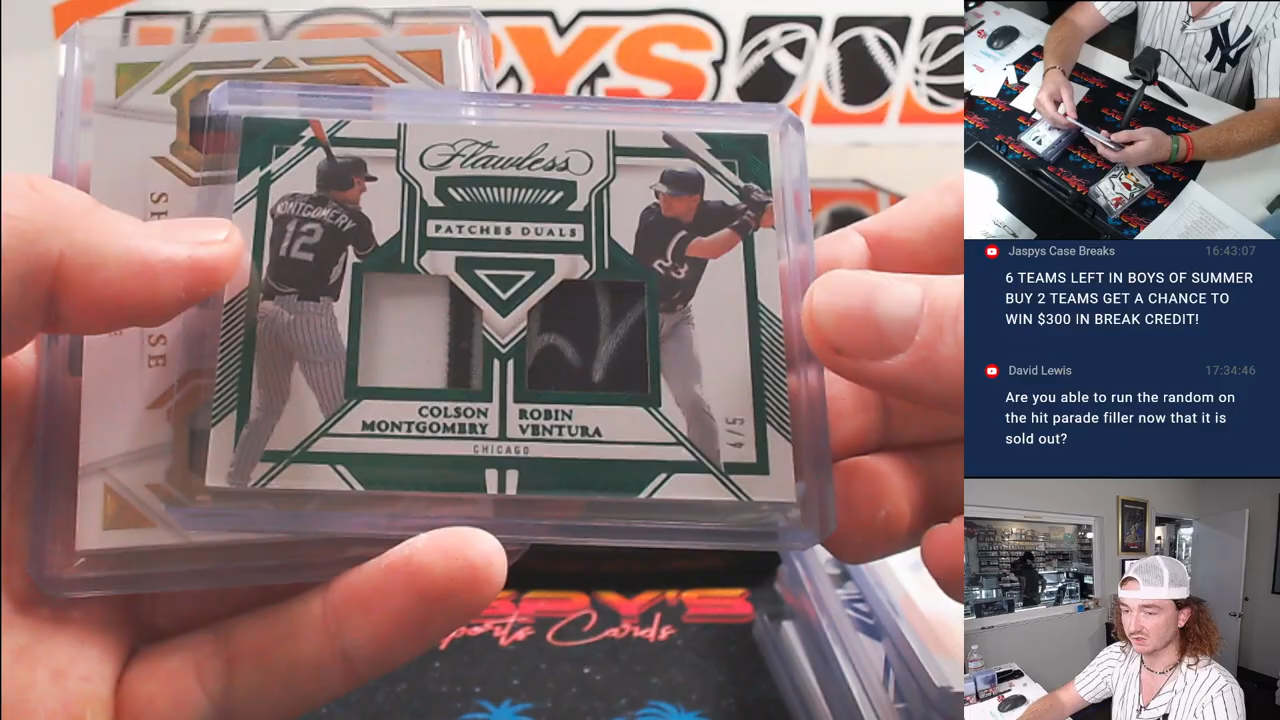 JASPYS
Flawless
PATCHES DUALS
MONTGOMERY
12
23
COLSON
MONTGOMERY
ROBIN
VENTURA
CHICAGO
4/5
JASPY'S
Sports Cards
Jaspys Case Breaks 16:43:07
6 TEAMS LEFT IN BOYS OF SUMMER
BUY 2 TEAMS GET A CHANCE TO
WIN $300 IN BREAK CREDIT!
David Lewis 17:34:46
Are you able to run the random on
the hit parade filler now that it is
sold out?